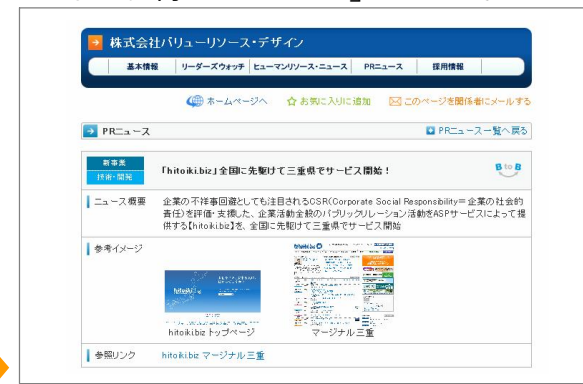 株式会社バリューリソース・デザイン
基本情報 リーダーズウォッチ ヒューマンリソース・ニュース PRニュース 採用情報
ホームページへ お気に入りに追加 このページを関係者にメールする
PRニュース PRニュース一覧へ戻る
新事業
技術・開発
「hitoiki.biz」全国に先駆けて三重県でサービス開始!
B to B
ニュース概要
企業の不祥事回避としても注目されるCSR(Corporate Social Responsibility=企業の社会的
責任)を評価・支援した、企業活動全般のパブリックリレーション活動をASPサービスによって提
供する【hitoiki.biz】を、全国に先駆けて三重県でサービス開始
参考イメージ
hitoiki.biz トップページ マージナル三重
参照リンク hitoiki.biz マージナル三重